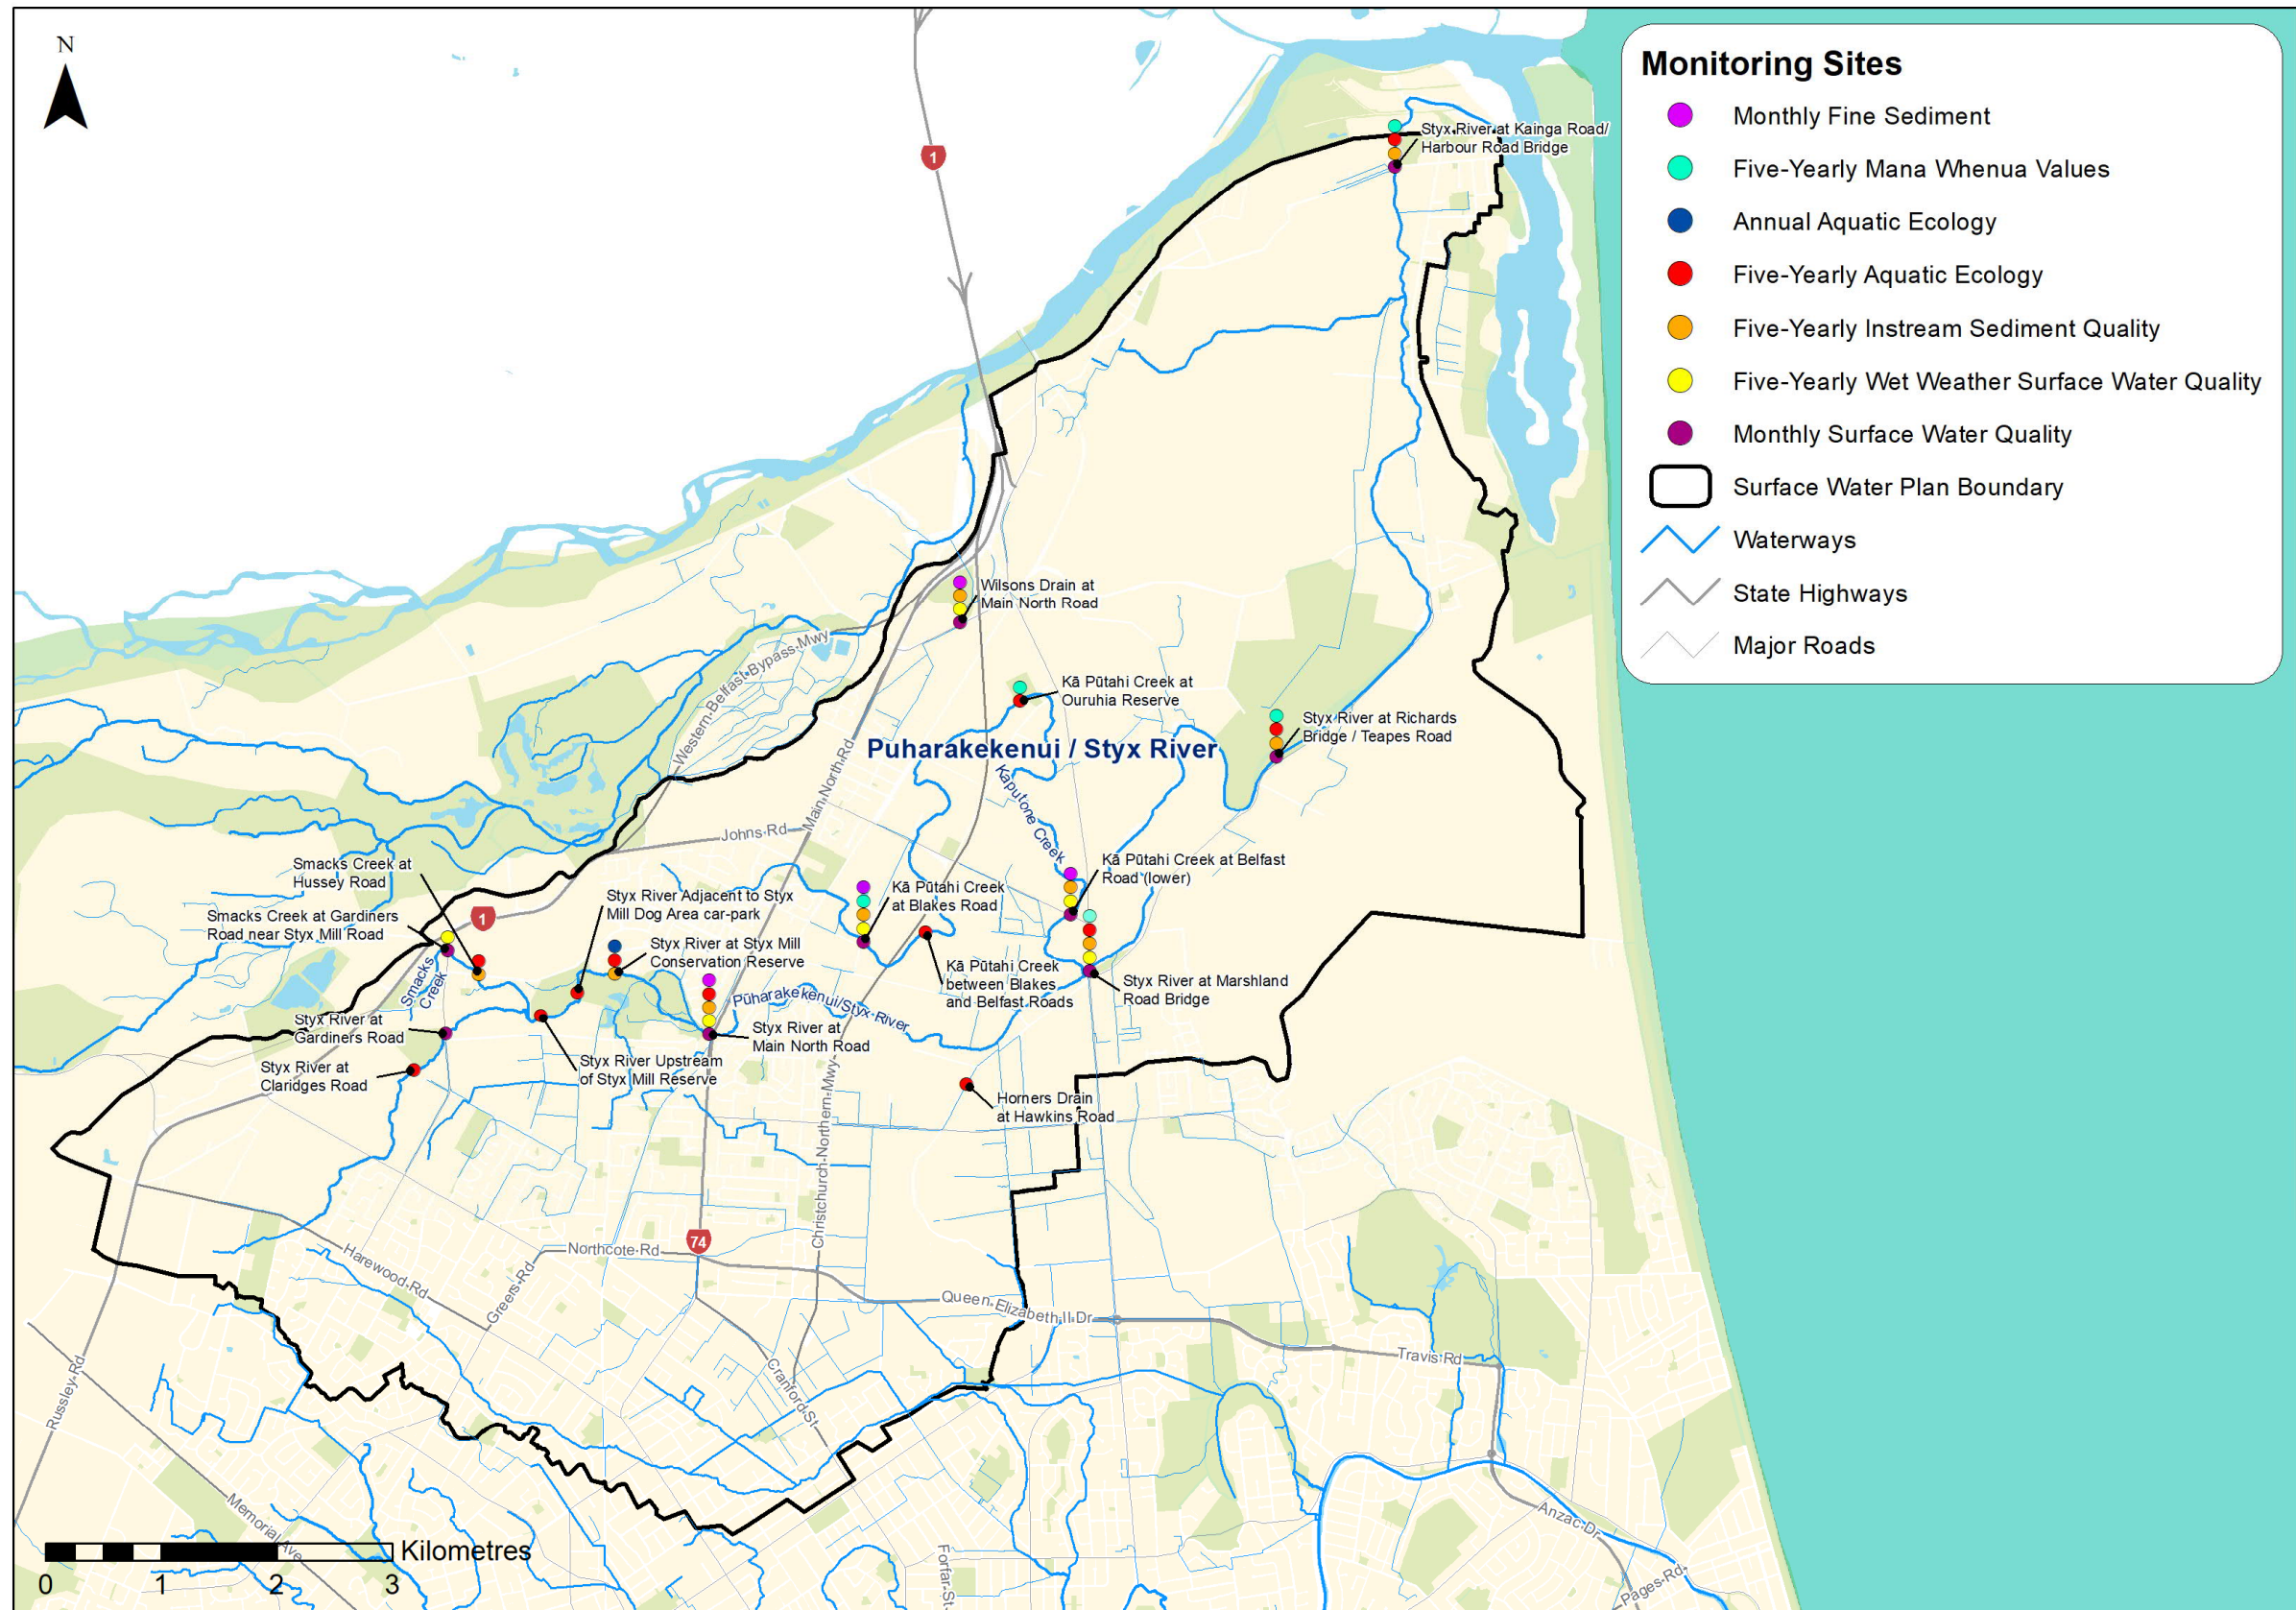 N
Monitoring Sites
Monthly Fine Sediment
Five-Yearly Mana Whenua Values
Annual Aquatic Ecology
Five-Yearly Aquatic Ecology
Five-Yearly Instream Sediment Quality
Five-Yearly Wet Weather Surface Water Quality
Monthly Surface Water Quality
Surface Water Plan Boundary
Waterways
State Highways
Major Roads
1
Styx River at Kainga Road/
Harbour Road Bridge
Wilsons Drain at
Main North Road
Western Belfast Bypass Mwy
Kā Pūtahi Creek at
Ouruhia Reserve
Styx River at Richards
Bridge / Teapes Road
Puharakekenui / Styx River
Main North Rd
Kaputone Creek
Johns Rd
Smacks Creek at
Hussey Road
Kā Pūtahi Creek at Belfast
Road (lower)
Styx River Adjacent to Styx
Mill Dog Area car-park
Kā Pūtahi Creek
at Blakes Road
1
Smacks Creek at Gardiners
Road near Styx Mill Road
Styx River at Styx Mill
Conservation Reserve
Kā Pūtahi Creek
between Blakes
and Belfast Roads
Smacks
Creek
Styx River at Marshland
Road Bridge
Pūharakekenui/Styx River
Styx River at
Gardiners Road
Styx River at
Main North Road
Styx River at
Claridges Road
Styx River Upstream
of Styx Mill Reserve
Horners Drain
at Hawkins Road
Christchurch-Northern-Mwy
Harewood Rd
Greers Rd
Northcote Rd
74
Queen Elizabeth II Dr
Travis Rd
Russley Rd
Cranford St
Memorial Ave
Forfar St
Anzac Dr
Pages Rd
Kilometres
0 1 2 3